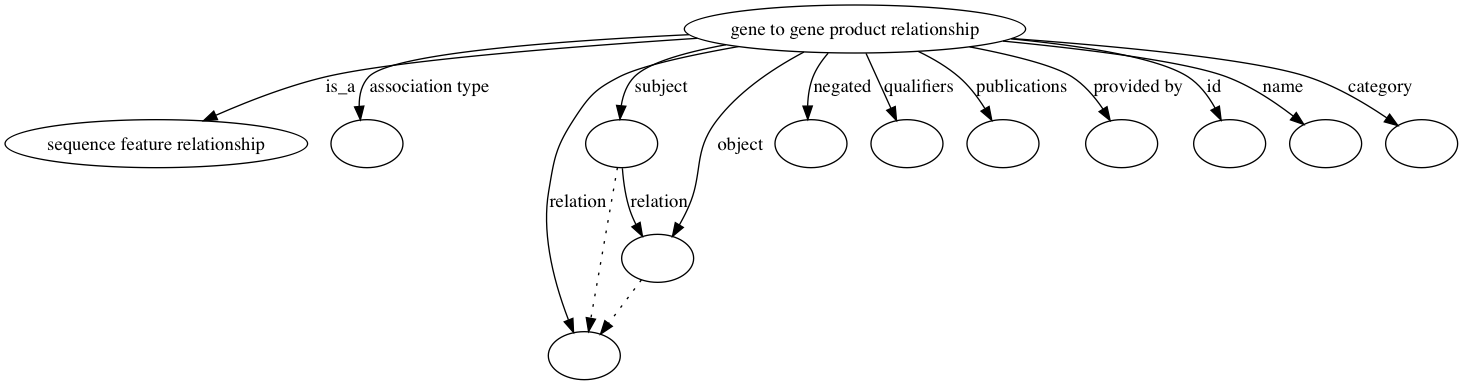 gene to gene product relationship
is_a
association type
subject
negated
qualifiers
publications
provided by
id
name
category
sequence feature relationship
object
relation
relation